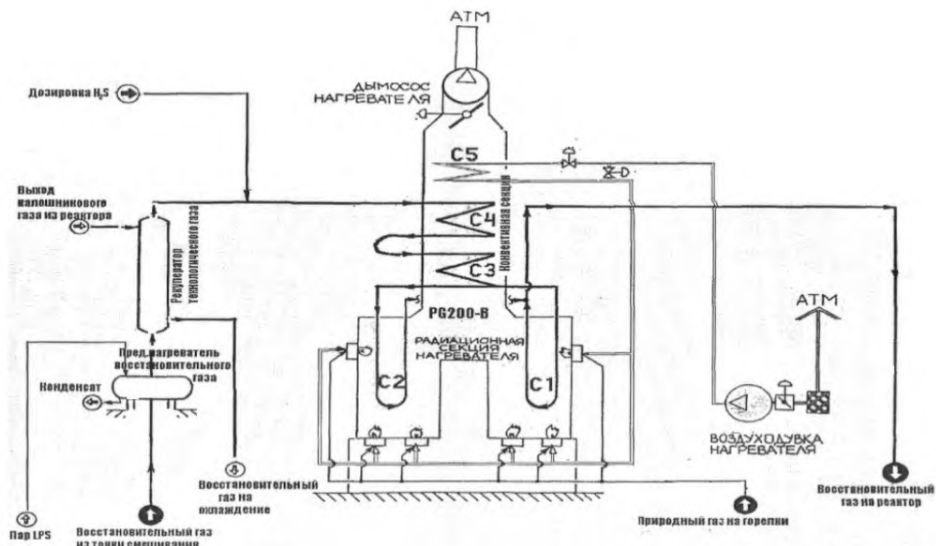 АТМ
Дозировка H₂S
ДЫМОСОС
НАГРЕВАТЕЛЯ
C5
Выход
колошникового
газа из реактора
Рекуператор
технологического газа
C4
Конвективная секция
C3
PG200-B
РАДИАЦИОННАЯ
СЕКЦИЯ
НАГРЕВАТЕЛЯ
АТМ
Пред.нагреватель
восстановительного
газа
Конденсат
C2
C1
ВОЗДУХОДУВКА
НАГРЕВАТЕЛЯ
Восстановительный
газ на
охлаждение
Восстановительный
газ на реактор
Природный газ на горелки
Пар LPS
Восстановительный газ
из точки смешивания